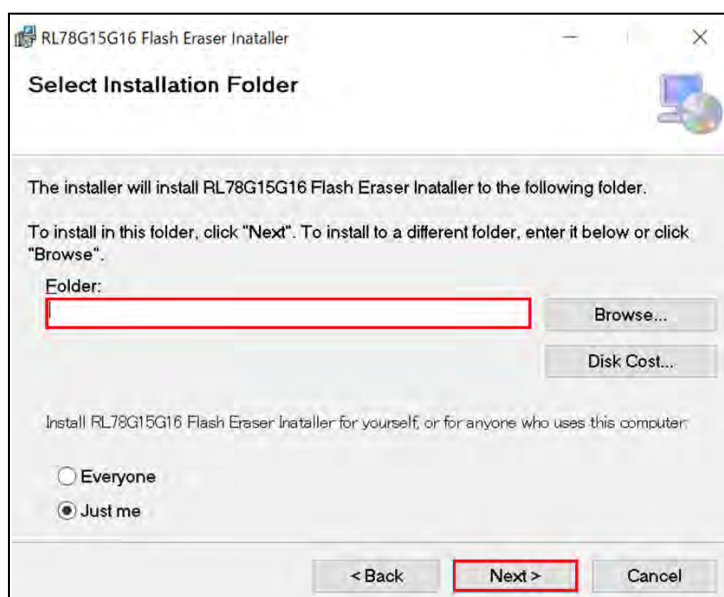 RL78G15G16 Flash Eraser Inataller
Select Installation Folder
The installer will install RL78G15G16 Flash Eraser Inataller to the following folder.
To install in this folder, click "Next". To install to a different folder, enter it below or click
"Browse".
Folder:
Browse...
Disk Cost...
Install RL78G15G16 Flash Eraser Inataller for yourself, or for anyone who uses this computer:
Everyone
Just me
< Back
Next >
Cancel